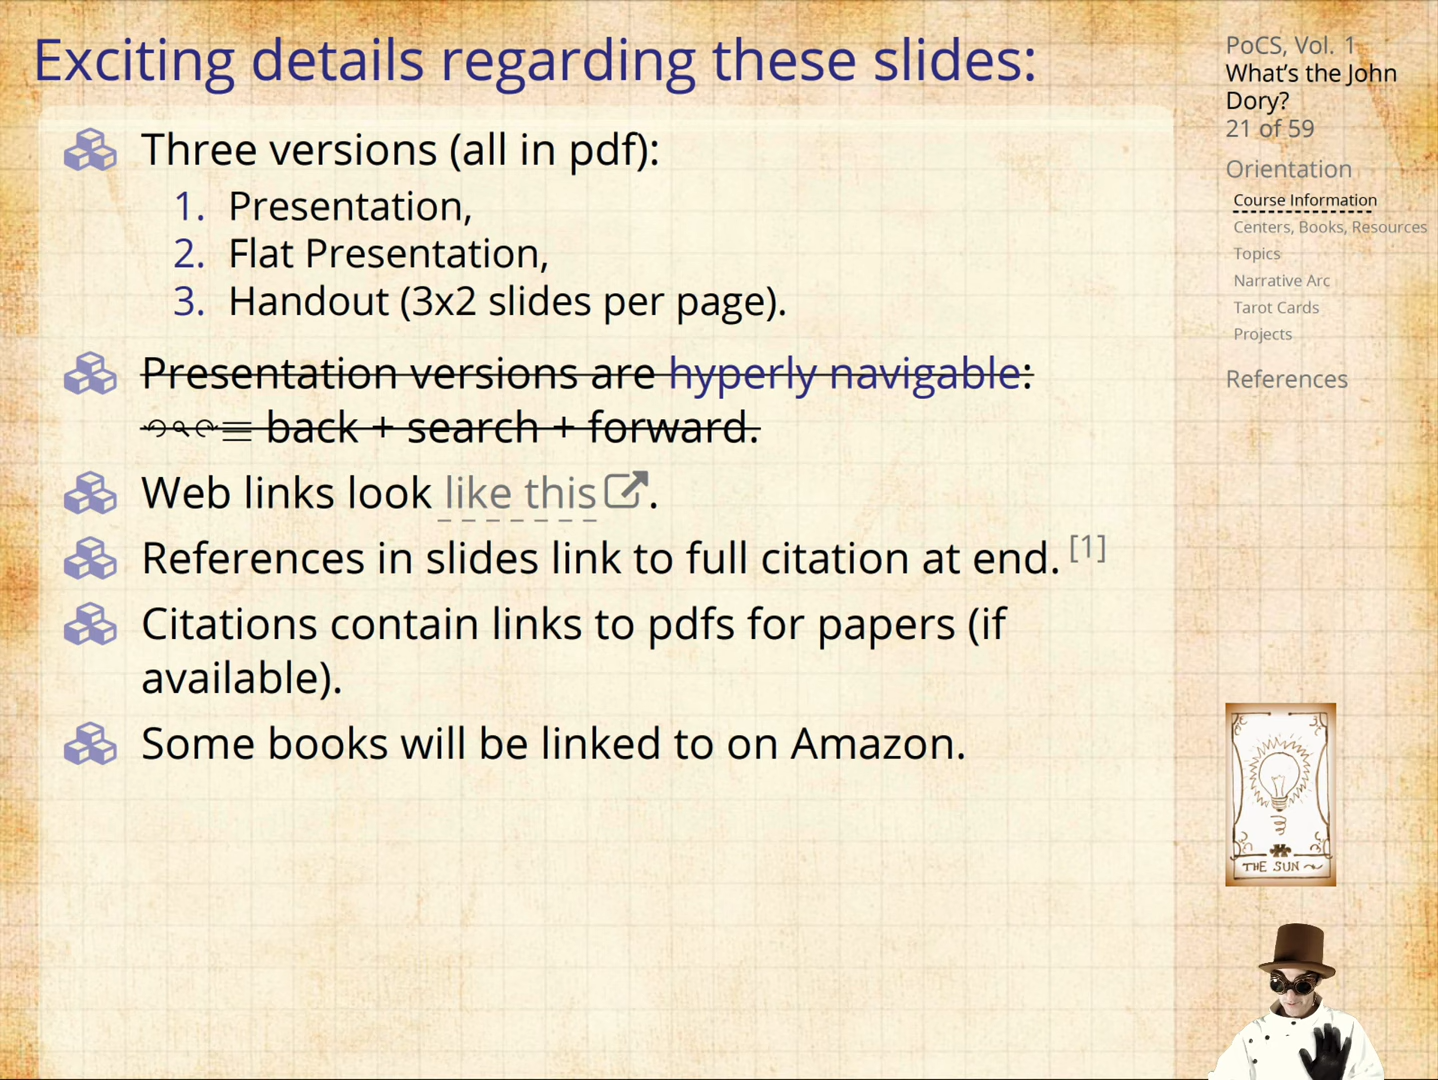 Exciting details regarding these slides:
Three versions (all in pdf):
1. Presentation,
2. Flat Presentation,
3. Handout (3x2 slides per page).
Presentation versions are hyperly navigable:
back + search + forward.
Web links look like this.
References in slides link to full citation at end. [1]
Citations contain links to pdfs for papers (if
available).
Some books will be linked to on Amazon.
PoCS, Vol. 1
What's the John
Dory?
21 of 59
Orientation
Course Information
Centers, Books, Resources
Topics
Narrative Arc
Tarot Cards
Projects
References
THE SUN